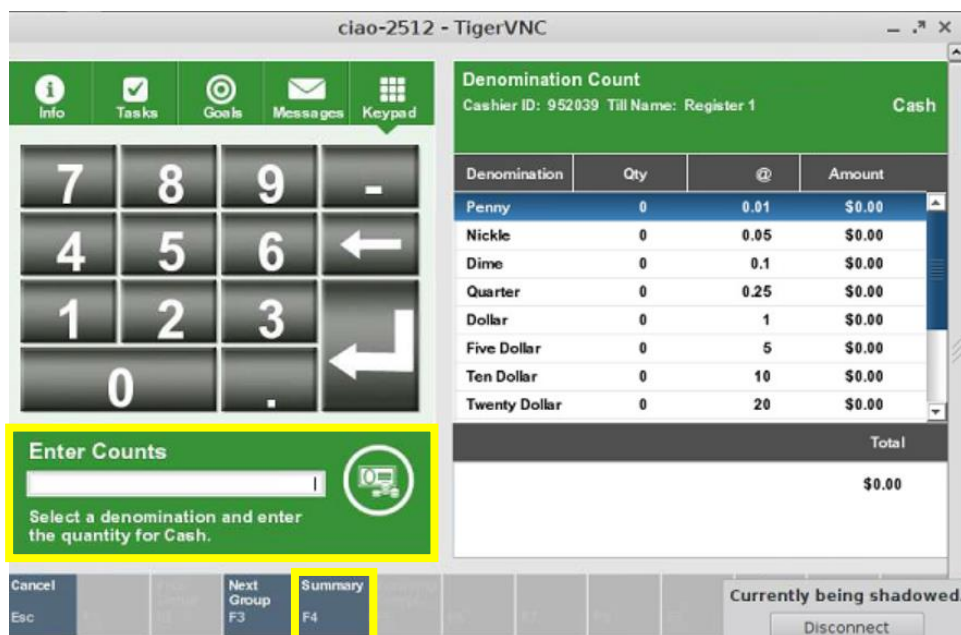 ciao-2512 - TigerVNC
Info Tasks Goals Messages Keypad
7 8 9 -
4 5 6
1 2 3
0 .
Enter Counts
Select a denomination and enter
the quantity for Cash.
Denomination Count
Cashier ID: 952039 Till Name: Register 1 Cash
Denomination Qty @ Amount
Penny 0 0.01 $0.00
Nickle 0 0.05 $0.00
Dime 0 0.1 $0.00
Quarter 0 0.25 $0.00
Dollar 0 1 $0.00
Five Dollar 0 5 $0.00
Ten Dollar 0 10 $0.00
Twenty Dollar 0 20 $0.00
Total
$0.00
Cancel
Esc
Next
Group
F3
Summary
F4
Currently being shadowed.
Disconnect